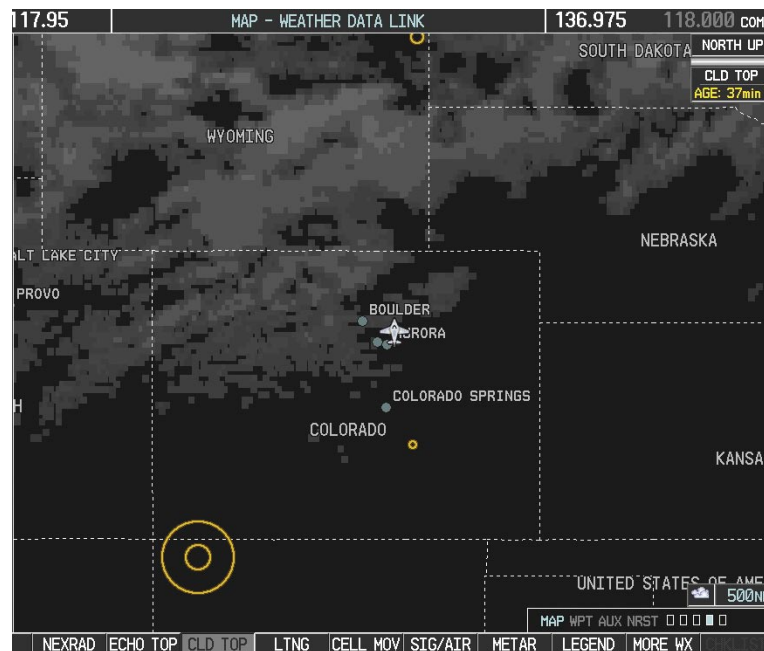 117.95 MAP - WEATHER DATA LINK 136.975 118.000 COM
SOUTH DAKOTA NORTH UP
CLD TOP
AGE: 37min
WYOMING
NEBRASKA
ALT LAKE CITY
PROVO
BOULDER
RORA
COLORADO SPRINGS
H
COLORADO
KANSA
UNITED STATES OF AME
500N
MAP WPT AUX NRST
NEXRAD ECHO TOP CLD TOP LTNG CELL MOV SIG/AIR METAR LEGEND MORE WX CHKLIST